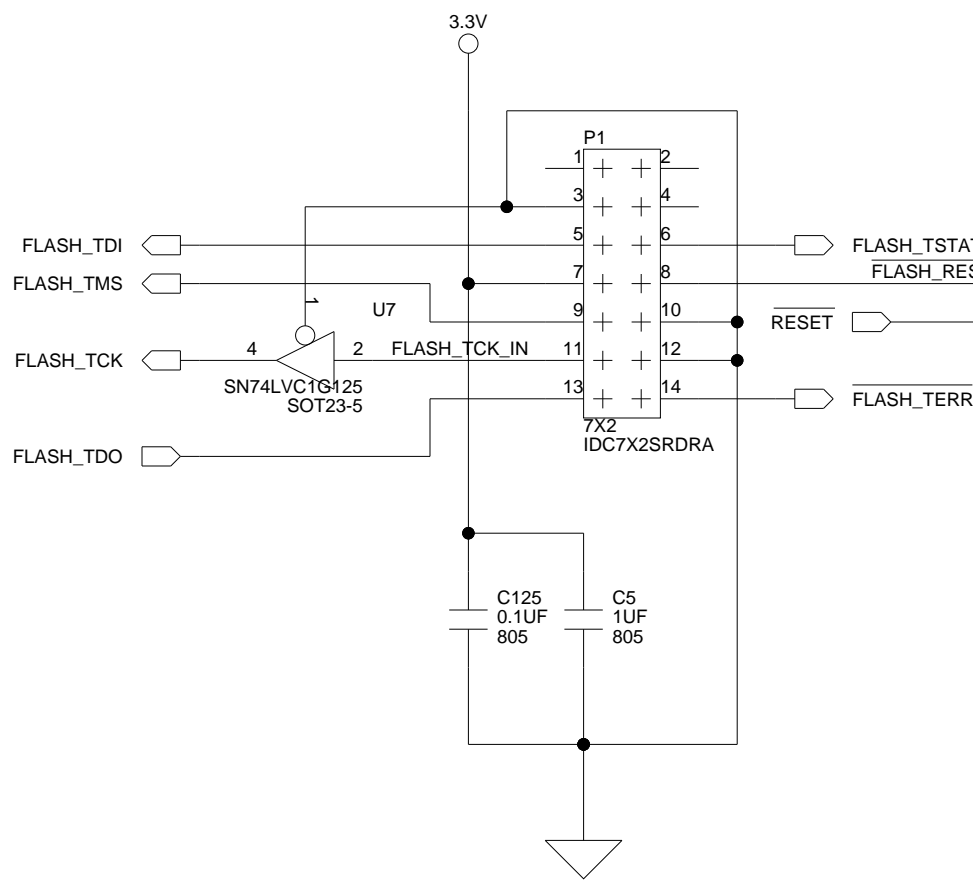 3.3V
P1
1 2
3 4
FLASH_TDI 5 6 FLASH_TSTAT
FLASH_TMS 7 8 FLASH_RES
1 U7 9 10 RESET
FLASH_TCK 4 2 FLASH_TCK_IN 11 12
SN74LVC1G125 13 14 FLASH_TERR
SOT23-5
7X2
IDC7X2SRDRA
FLASH_TDO
C125 C5
0.1UF 1UF
805 805